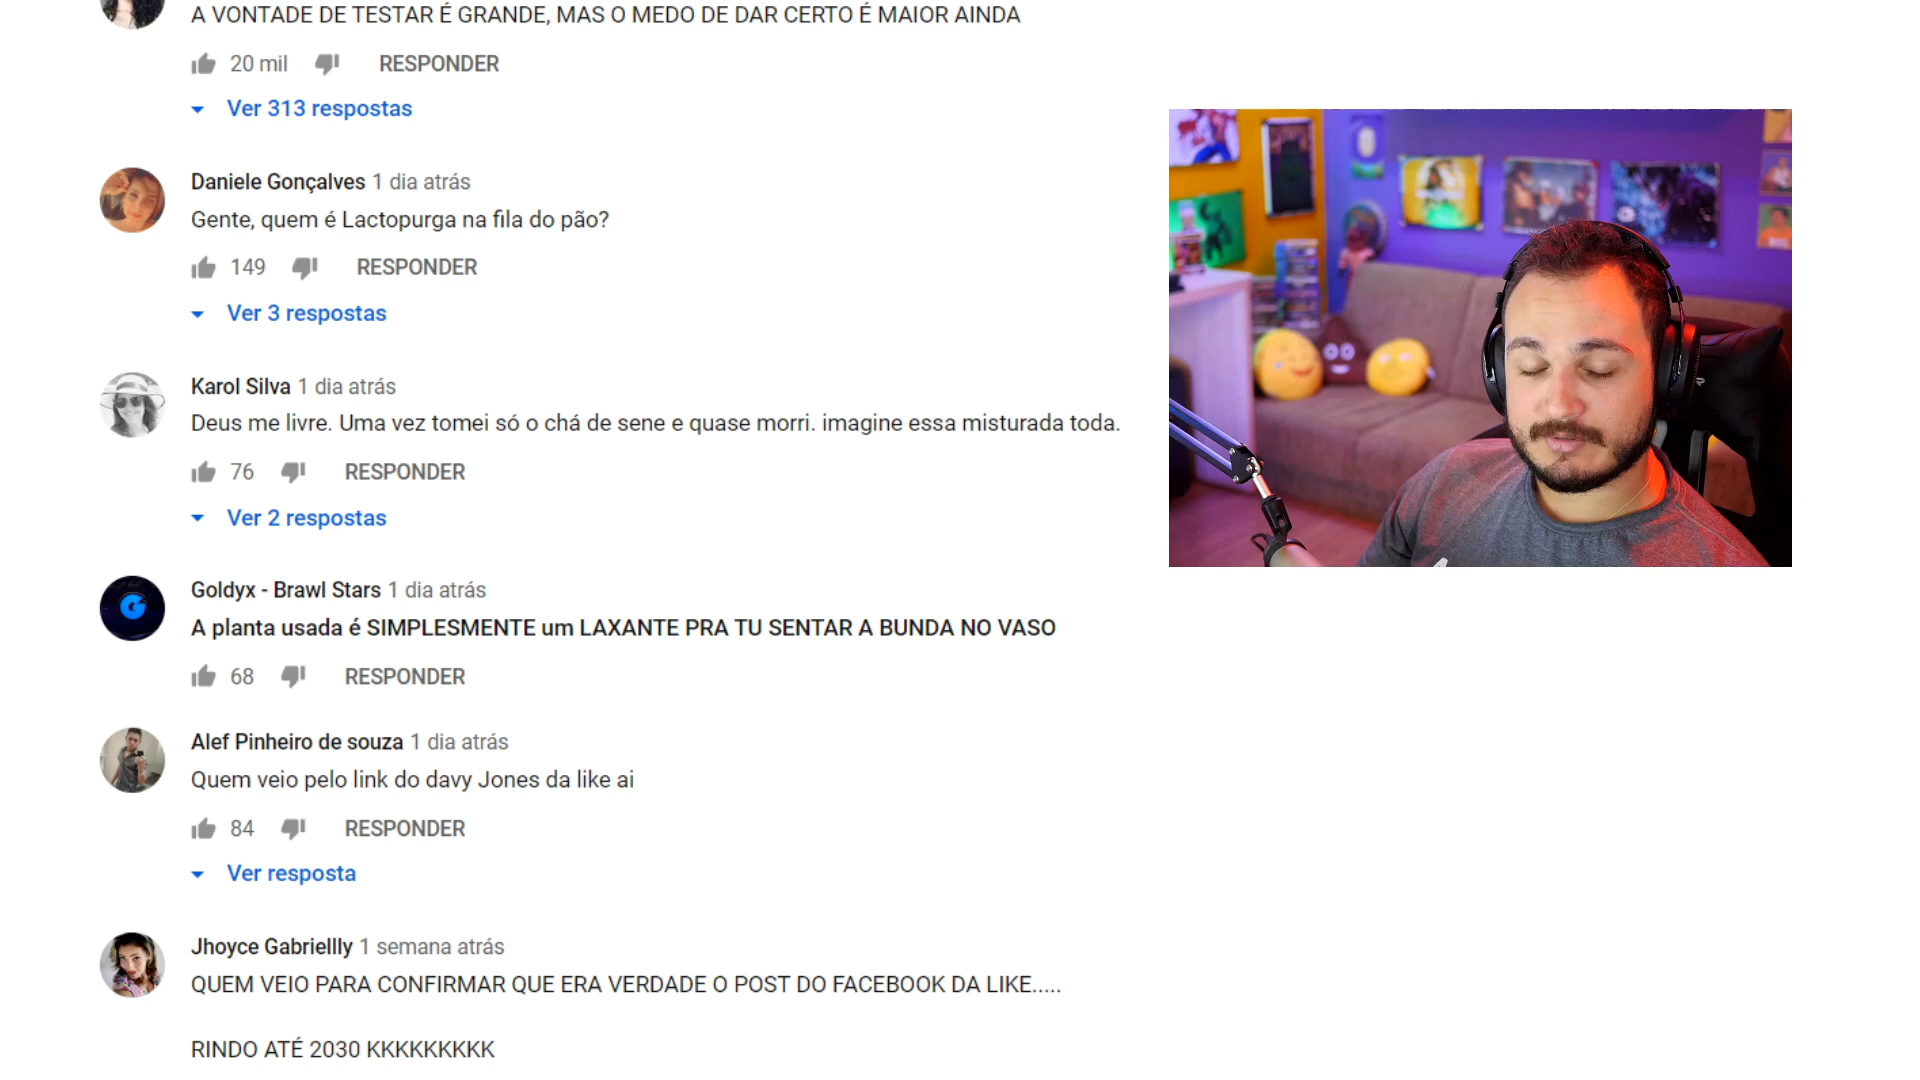 A VONTADE DE TESTAR É GRANDE, MAS O MEDO DE DAR CERTO É MAIOR AINDA
20 mil RESPONDER
Ver 313 respostas
Daniele Gonçalves 1 dia atrás
Gente, quem é Lactopurga na fila do pão?
149 RESPONDER
Ver 3 respostas
Karol Silva 1 dia atrás
Deus me livre. Uma vez tomei só o chá de sene e quase morri. imagine essa misturada toda.
76 RESPONDER
Ver 2 respostas
Goldyx - Brawl Stars 1 dia atrás
A planta usada é SIMPLESMENTE um LAXANTE PRA TU SENTAR A BUNDA NO VASO
68 RESPONDER
Alef Pinheiro de souza 1 dia atrás
Quem veio pelo link do davy Jones da like ai
84 RESPONDER
Ver resposta
Jhoyce Gabriellly 1 semana atrás
QUEM VEIO PARA CONFIRMAR QUE ERA VERDADE O POST DO FACEBOOK DA LIKE.....
RINDO ATÉ 2030 KKKKKKKKK